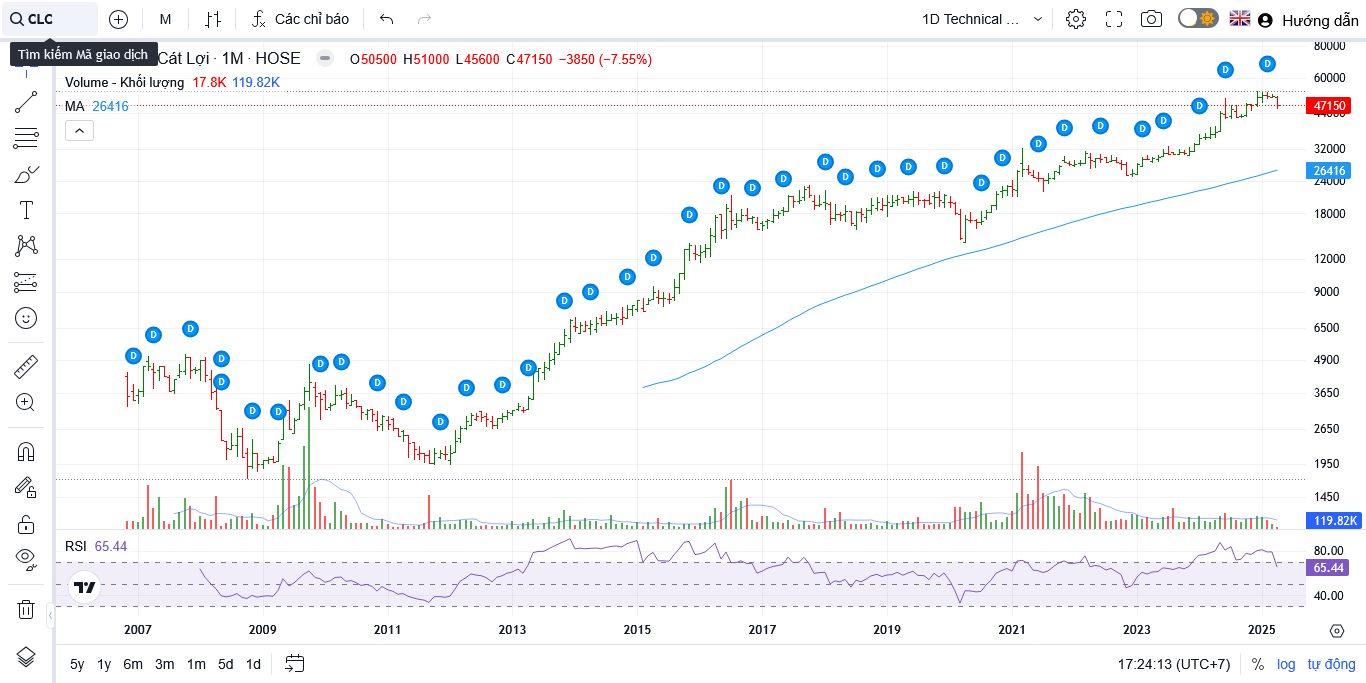 CLC M Các chỉ báo 1D Technical ... Hướng dẫn
Tìm kiếm Mã giao dịch
Cát Lợi · 1M · HOSE O50500 H51000 L45600 C47150 −3850 (−7.55%)
Volume - Khối lượng 17.8K 119.82K
MA 26416
80000
60000
47150
44000
32000
26416
24000
18000
12000
9000
6500
4900
3650
2650
1950
1450
119.82K
D D D D D D D D D D D D D D D D D D D D D D D D D D D D D D D D D D D D D D D D D D
RSI 65.44
80.00
65.44
40.00
2007 2009 2011 2013 2015 2017 2019 2021 2023 2025
5y 1y 6m 3m 1m 5d 1d 17:24:13 (UTC+7) % log tự động